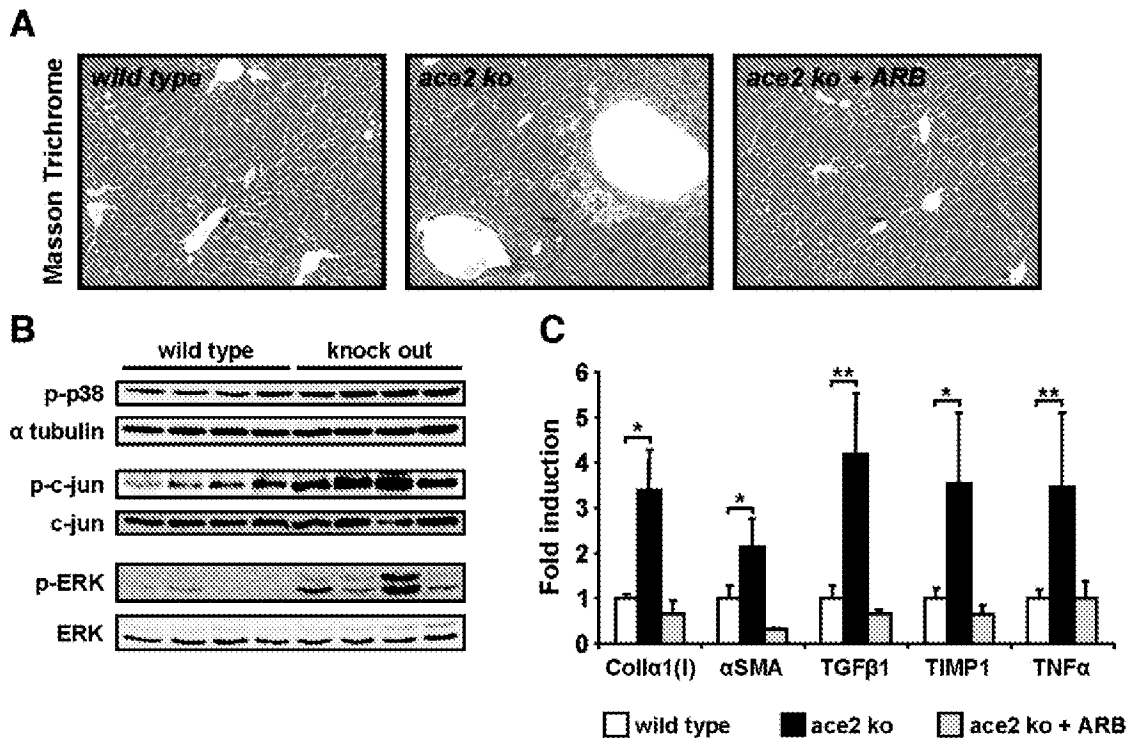 A
Masson Trichrome
wild type
ace2 ko
ace2 ko + ARB
B
wild type
knock out
p-p38
α tubulin
p-c-jun
c-jun
p-ERK
ERK
C
Fold induction
6
5
4
3
2
1
0
*
*
**
*
**
Collα1(I)
αSMA
TGFβ1
TIMP1
TNFα
wild type
ace2 ko
ace2 ko + ARB